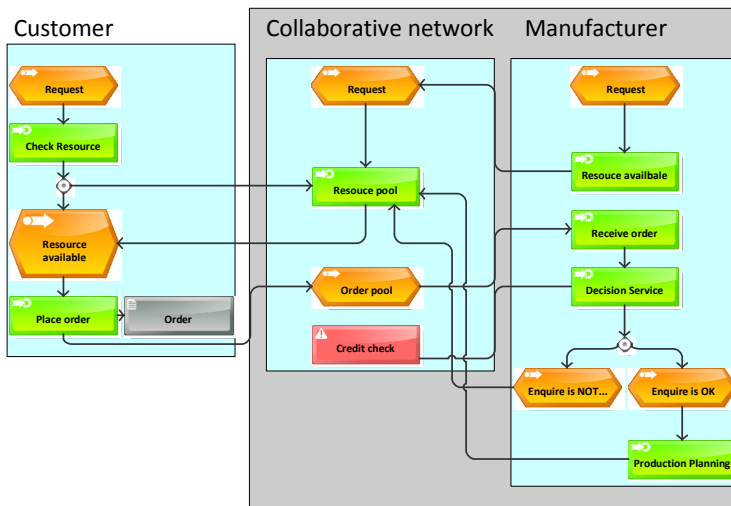 Customer
Collaborative network
Manufacturer
Request
Request
Request
Check Resource
Resouce availbale
Resouce pool
Receive order
Resource
available
Order pool
Decision Service
Place order
Order
Credit check
Enquire is NOT...
Enquire is OK
Production Planning